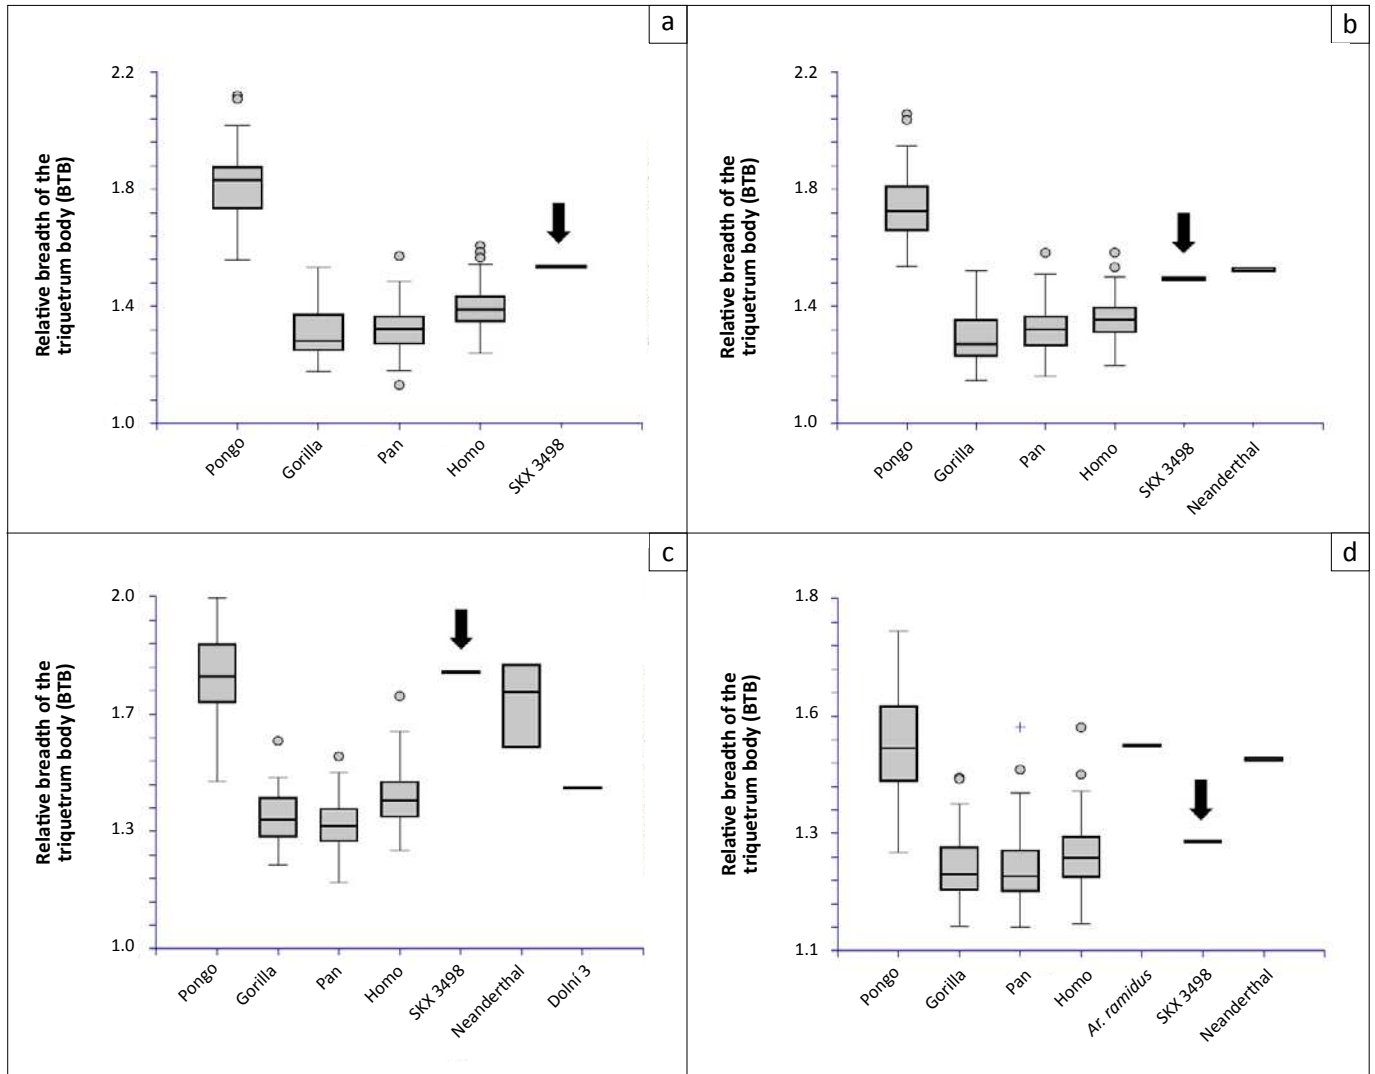 a
2.2
1.8
1.4
1.0
Relative breadth of the
triquetrum body (BTB)
Pongo
Gorilla
Pan
Homo
SKX 3498
b
2.2
1.8
1.4
1.0
Relative breadth of the
triquetrum body (BTB)
Pongo
Gorilla
Pan
Homo
SKX 3498
Neanderthal
c
2.0
1.7
1.3
1.0
Relative breadth of the
triquetrum body (BTB)
Pongo
Gorilla
Pan
Homo
SKX 3498
Neanderthal
Dolní 3
d
1.8
1.6
1.3
1.1
Relative breadth of the
triquetrum body (BTB)
Pongo
Gorilla
Pan
Homo
Ar. ramidus
SKX 3498
Neanderthal